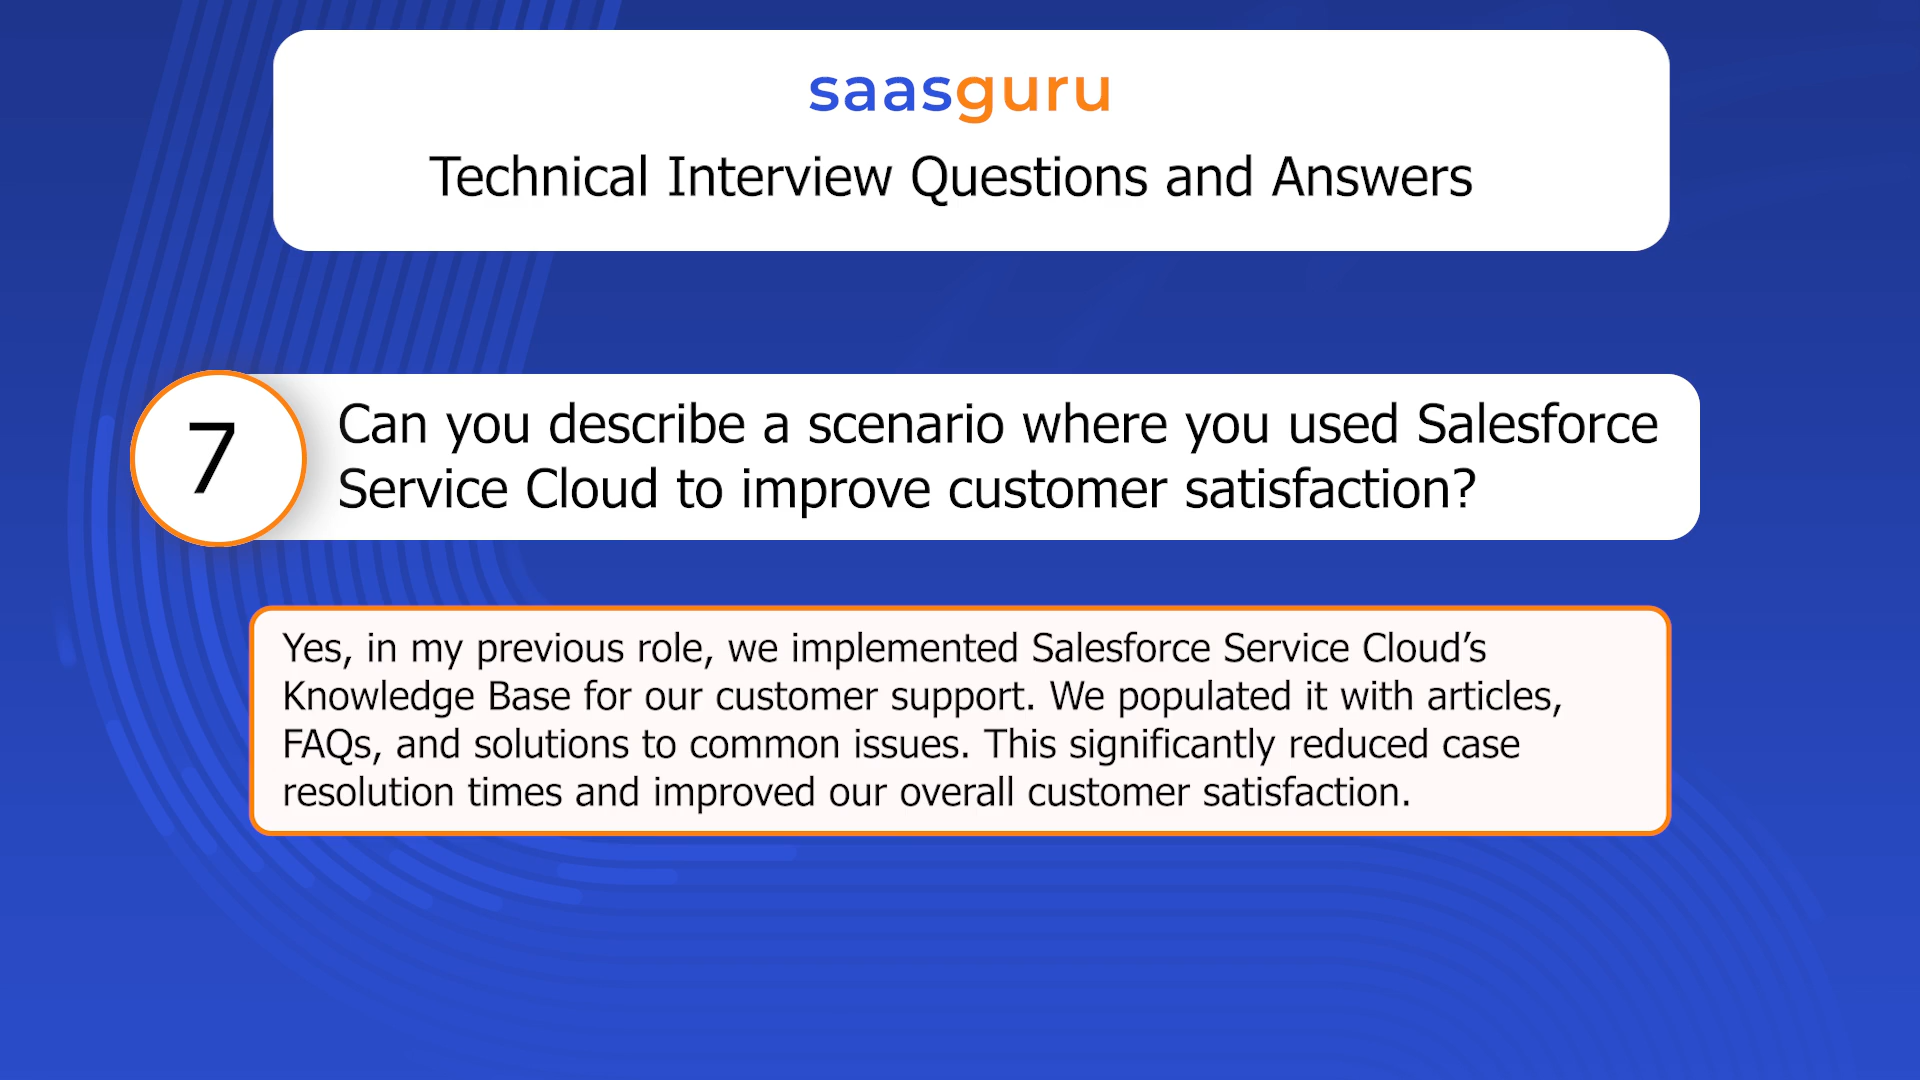 saasguru
Technical Interview Questions and Answers
7
Can you describe a scenario where you used Salesforce
Service Cloud to improve customer satisfaction?
Yes, in my previous role, we implemented Salesforce Service Cloud’s
Knowledge Base for our customer support. We populated it with articles,
FAQs, and solutions to common issues. This significantly reduced case
resolution times and improved our overall customer satisfaction.